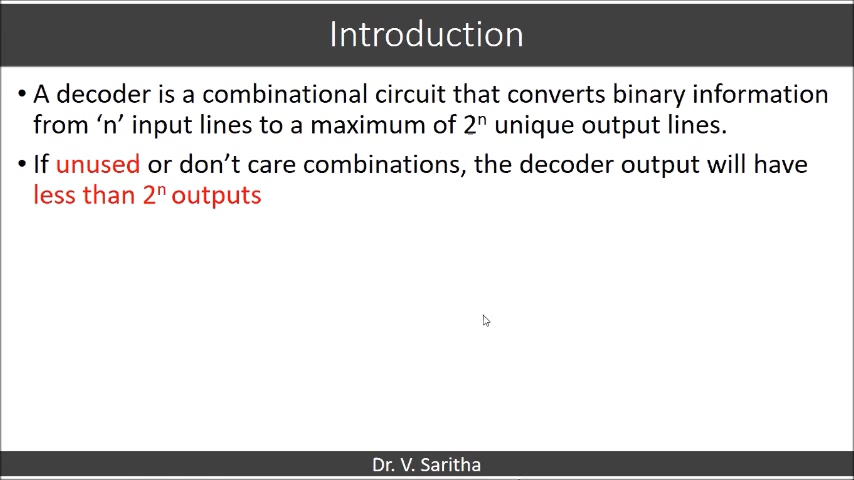 Introduction
• A decoder is a combinational circuit that converts binary information
from ‘n’ input lines to a maximum of 2ⁿ unique output lines.
• If unused or don’t care combinations, the decoder output will have
less than 2ⁿ outputs
Dr. V. Saritha